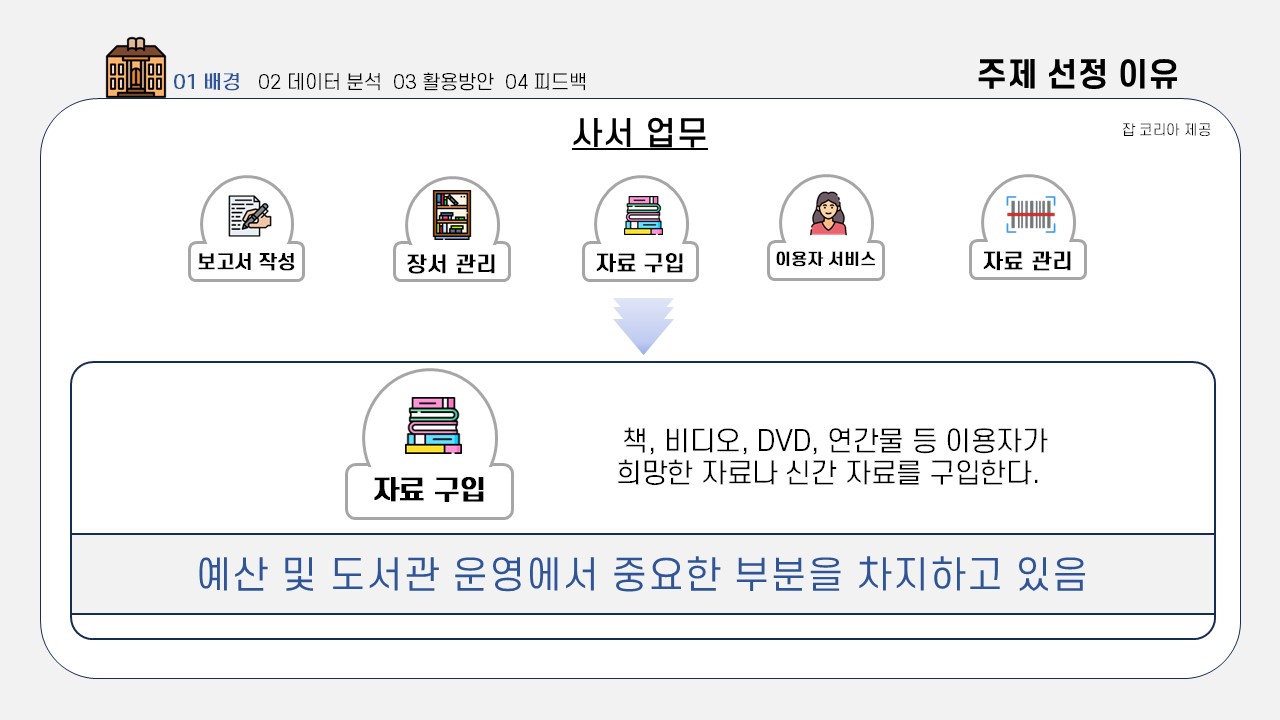 01 배경 02 데이터 분석 03 활용방안 04 피드백
주제 선정 이유
사서 업무
잡 코리아 제공
보고서 작성
장서 관리
자료 구입
이용자 서비스
자료 관리
자료 구입
책, 비디오, DVD, 연간물 등 이용자가
희망한 자료나 신간 자료를 구입한다.
예산 및 도서관 운영에서 중요한 부분을 차지하고 있음